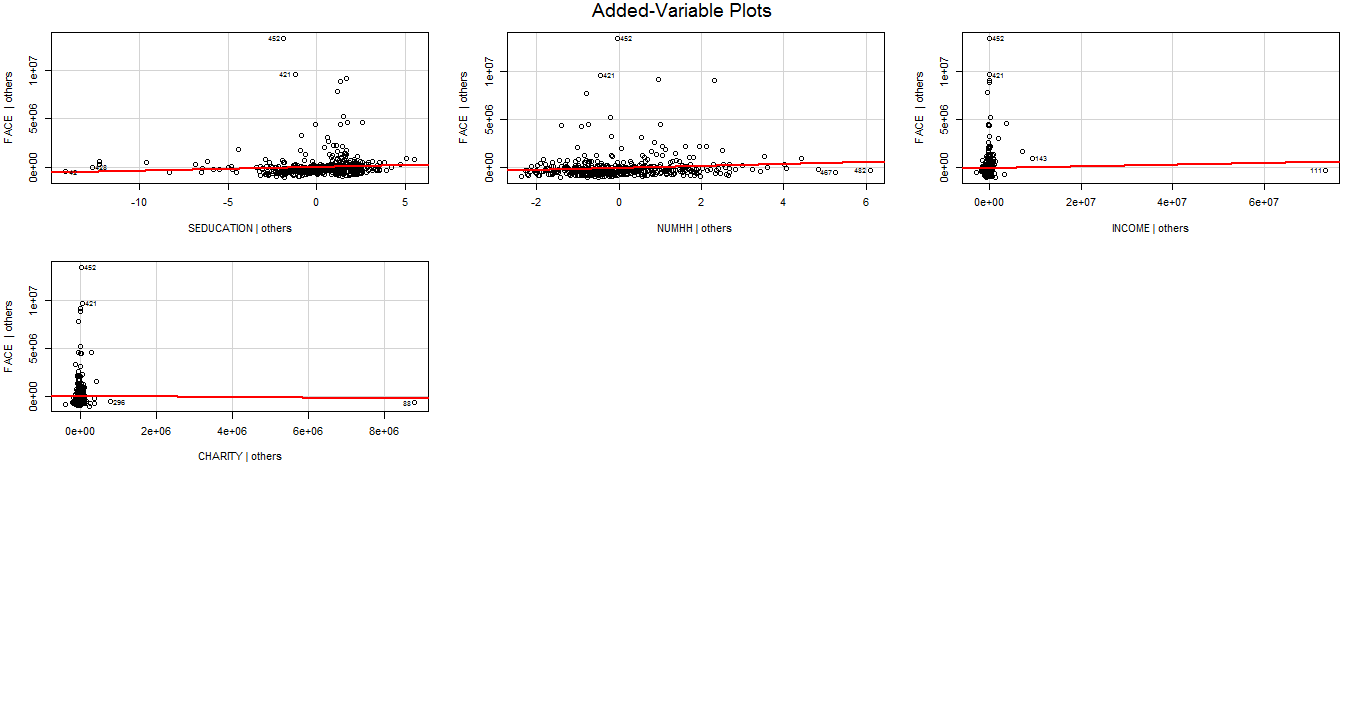 Added-Variable Plots
FACE | others
0e+00 5e+06 1e+07
452
421
42
28
-10 -5 0 5
SEDUCATION | others
FACE | others
0e+00 5e+06 1e+07
452
421
467
482
-2 0 2 4 6
NUMHH | others
FACE | others
0e+00 5e+06 1e+07
452
421
143
111
0e+00 2e+07 4e+07 6e+07
INCOME | others
FACE | others
0e+00 5e+06 1e+07
452
421
296
88
0e+00 2e+06 4e+06 6e+06 8e+06
CHARITY | others